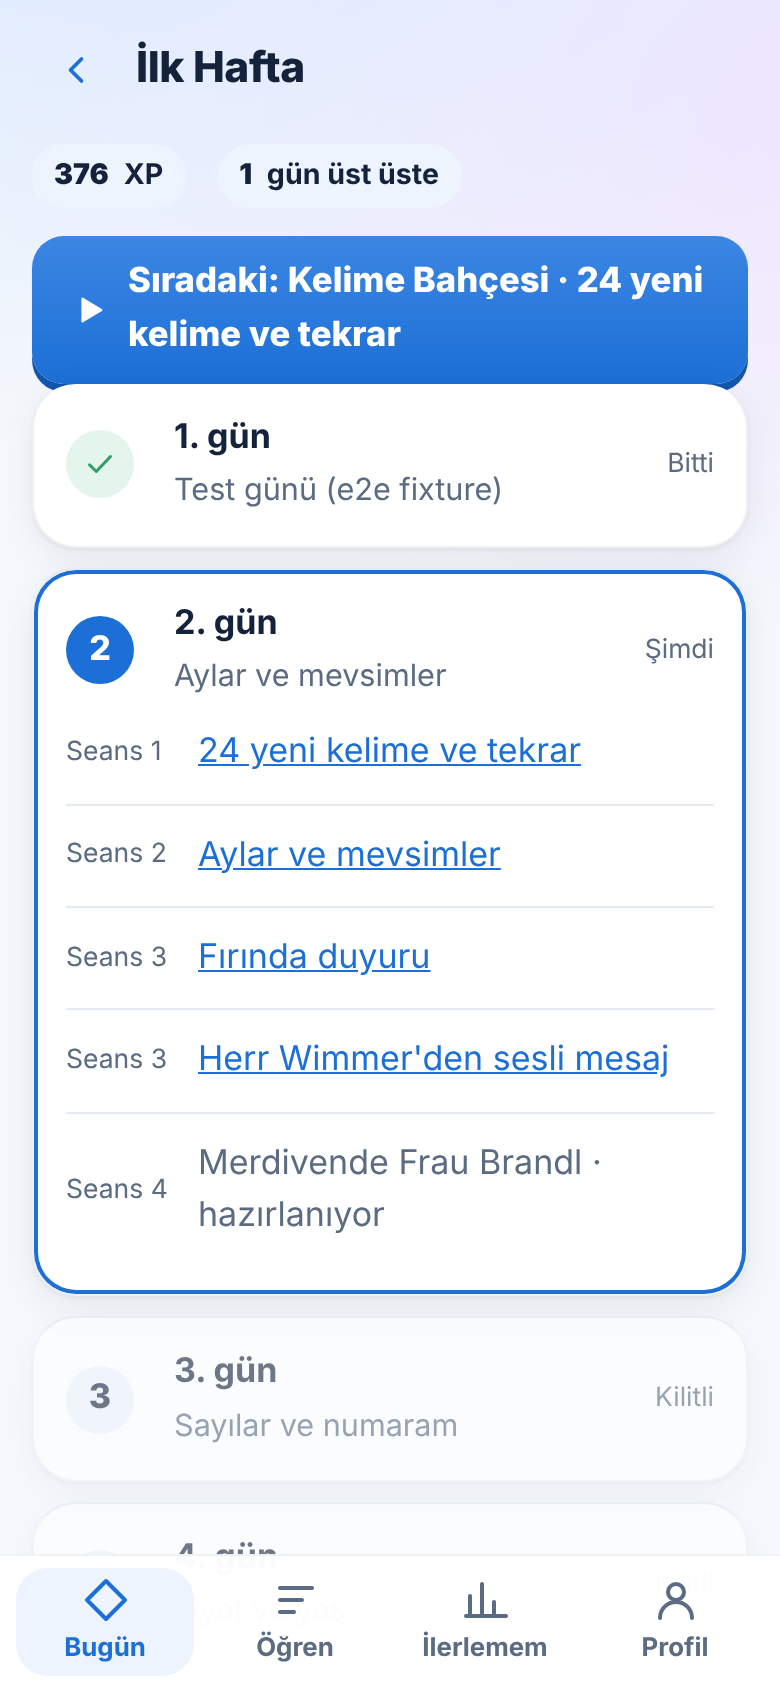 İlk Hafta
376 XP
1 gün üst üste
Sıradaki: Kelime Bahçesi · 24 yeni
kelime ve tekrar
1. gün
Test günü (e2e fixture)
Bitti
2
2. gün
Aylar ve mevsimler
Şimdi
Seans 1 24 yeni kelime ve tekrar
Seans 2 Aylar ve mevsimler
Seans 3 Fırında duyuru
Seans 3 Herr Wimmer'den sesli mesaj
Seans 4 Merdivende Frau Brandl ·
hazırlanıyor
3
3. gün
Sayılar ve numaram
Kilitli
4. gün
Bugün
Öğren
İlerlemem
Profil